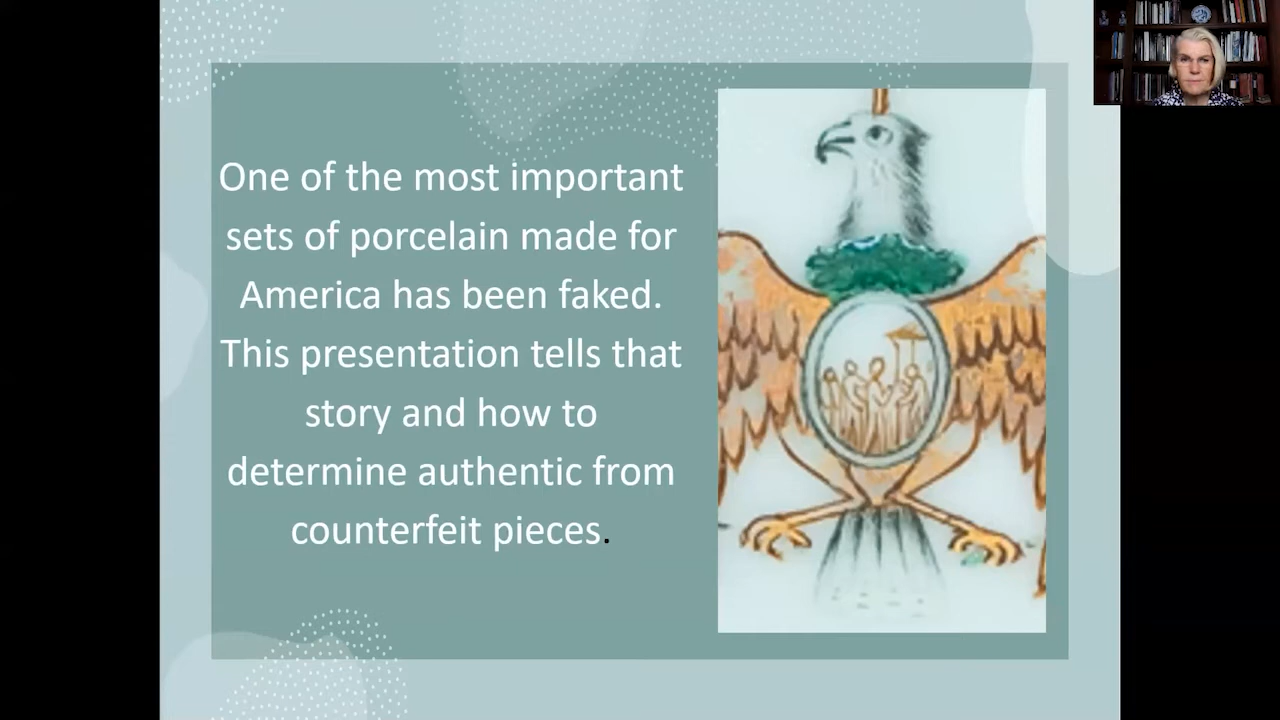 One of the most important
sets of porcelain made for
America has been faked.
This presentation tells that
story and how to
determine authentic from
counterfeit pieces.